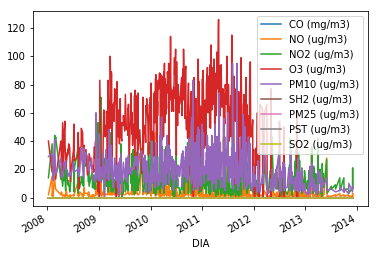 120
100
80
60
40
20
0
CO (mg/m3)
NO (ug/m3)
NO2 (ug/m3)
O3 (ug/m3)
PM10 (ug/m3)
SH2 (ug/m3)
PM25 (ug/m3)
PST (ug/m3)
SO2 (ug/m3)
2008 2009 2010 2011 2012 2013 2014
DIA